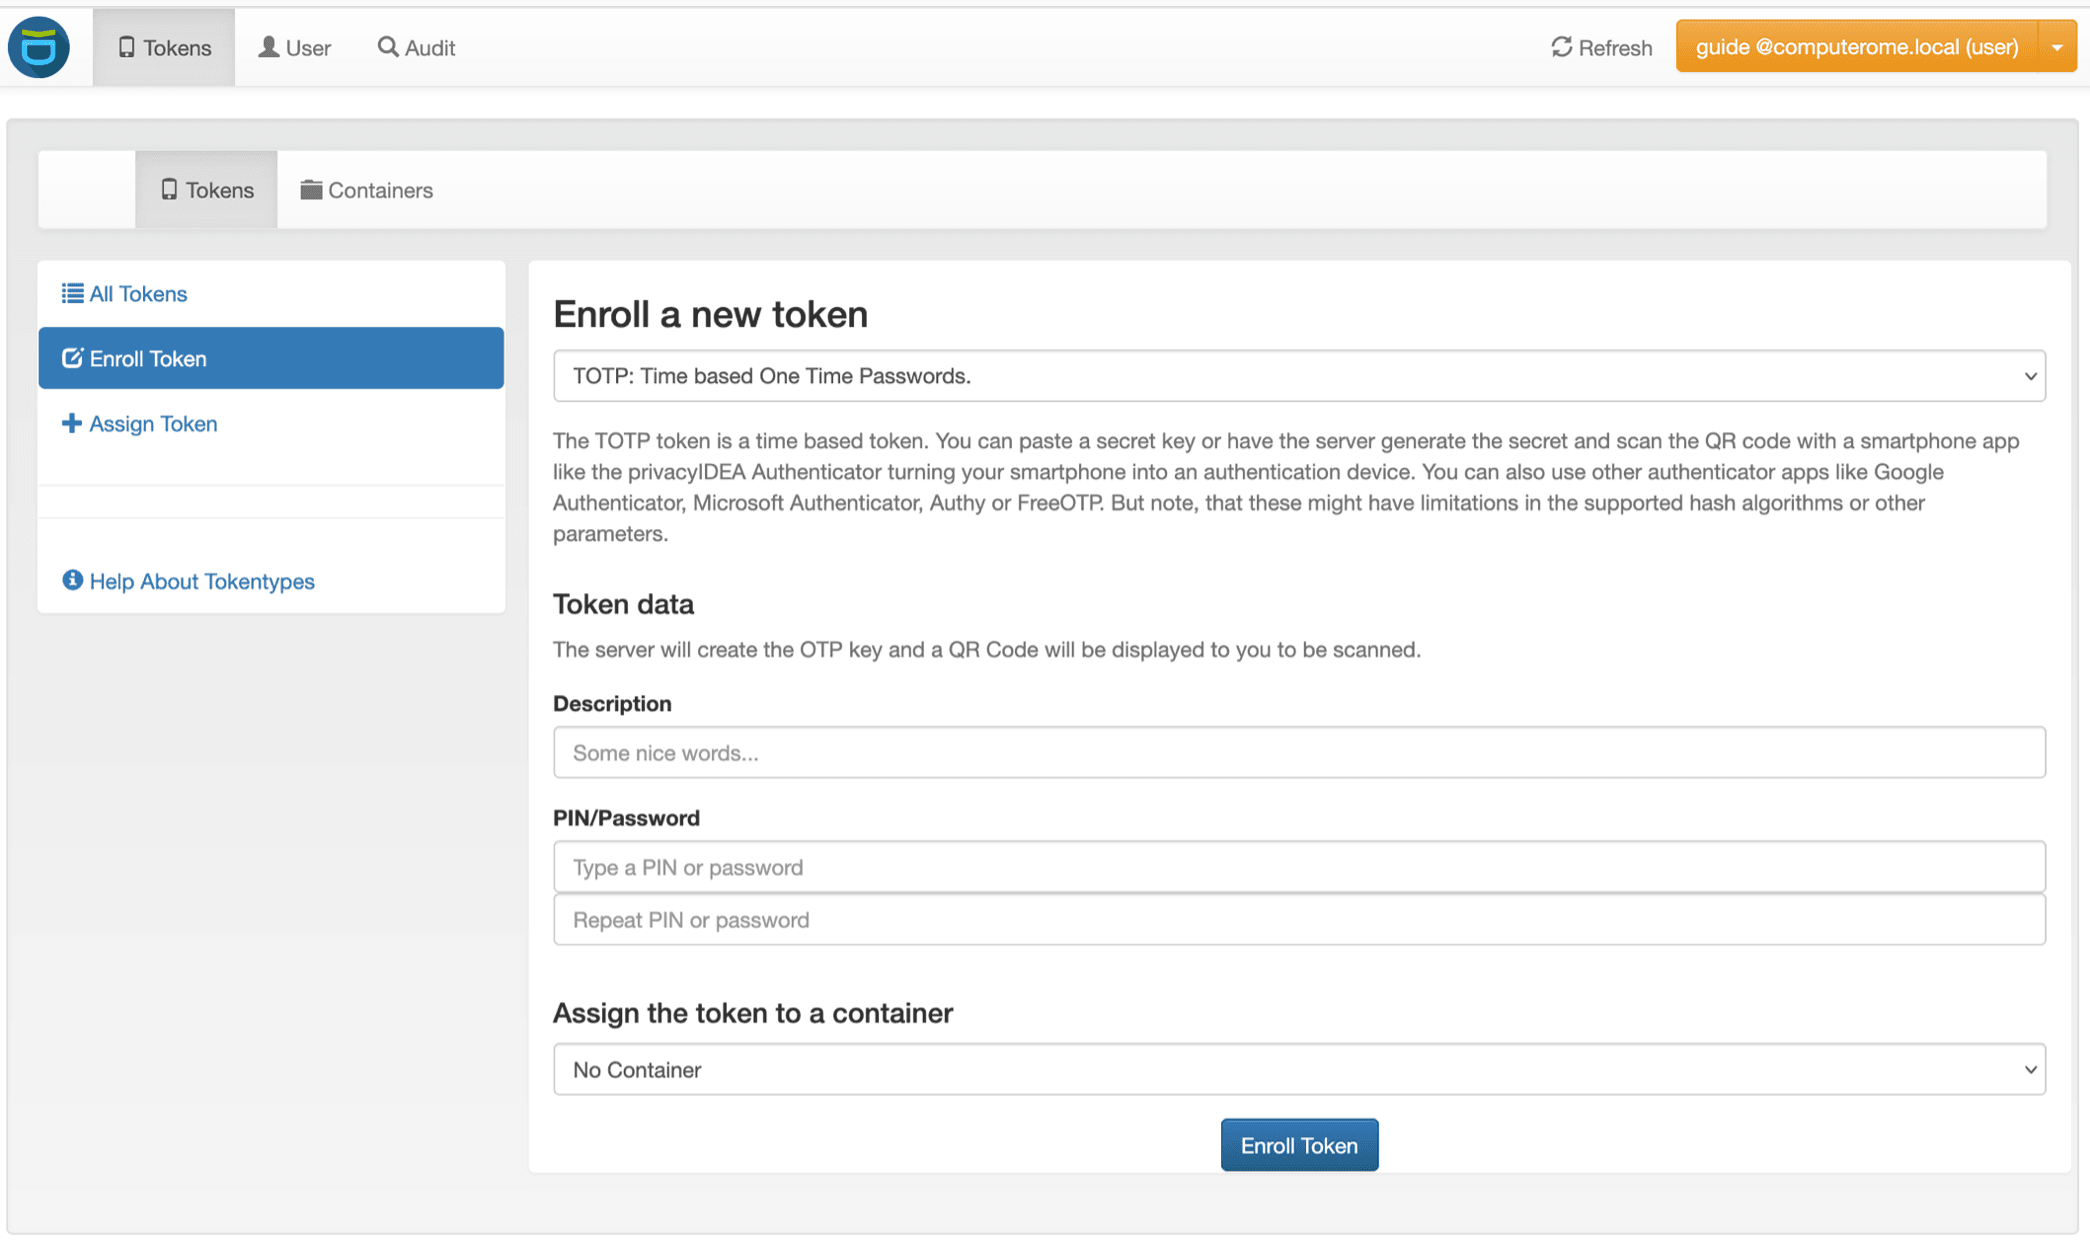 Tokens
User
Audit
Refresh
guide @computerome.local (user)
Tokens
Containers
All Tokens
Enroll Token
Assign Token
Help About Tokentypes
Enroll a new token
TOTP: Time based One Time Passwords.
The TOTP token is a time based token. You can paste a secret key or have the server generate the secret and scan the QR code with a smartphone app
like the privacyIDEA Authenticator turning your smartphone into an authentication device. You can also use other authenticator apps like Google
Authenticator, Microsoft Authenticator, Authy or FreeOTP. But note, that these might have limitations in the supported hash algorithms or other
parameters.
Token data
The server will create the OTP key and a QR Code will be displayed to you to be scanned.
Description
Some nice words...
PIN/Password
Type a PIN or password
Repeat PIN or password
Assign the token to a container
No Container
Enroll Token